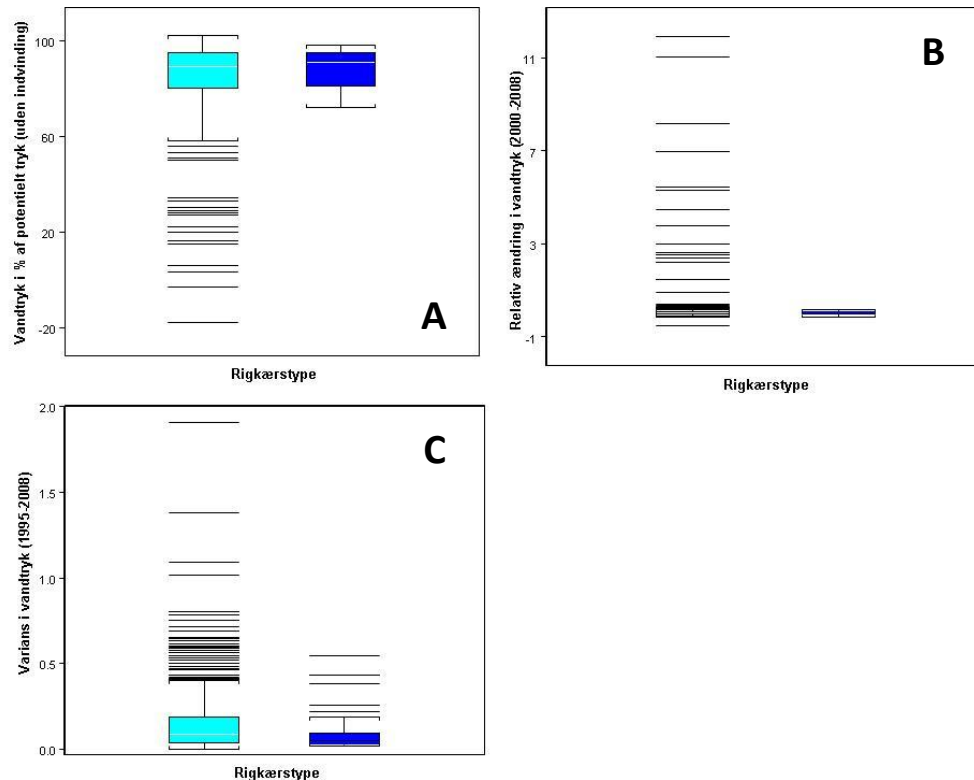 Vandtryk i % af potentielt tryk (uden indvinding)
100
60
20
-20
A
Rigkærstype
Relativ ændring i vandtryk (2000-2008)
11
7
3
-1
B
Rigkærstype
Varians i vandtryk (1995-2008)
2.0
1.5
1.0
0.5
0.0
C
Rigkærstype